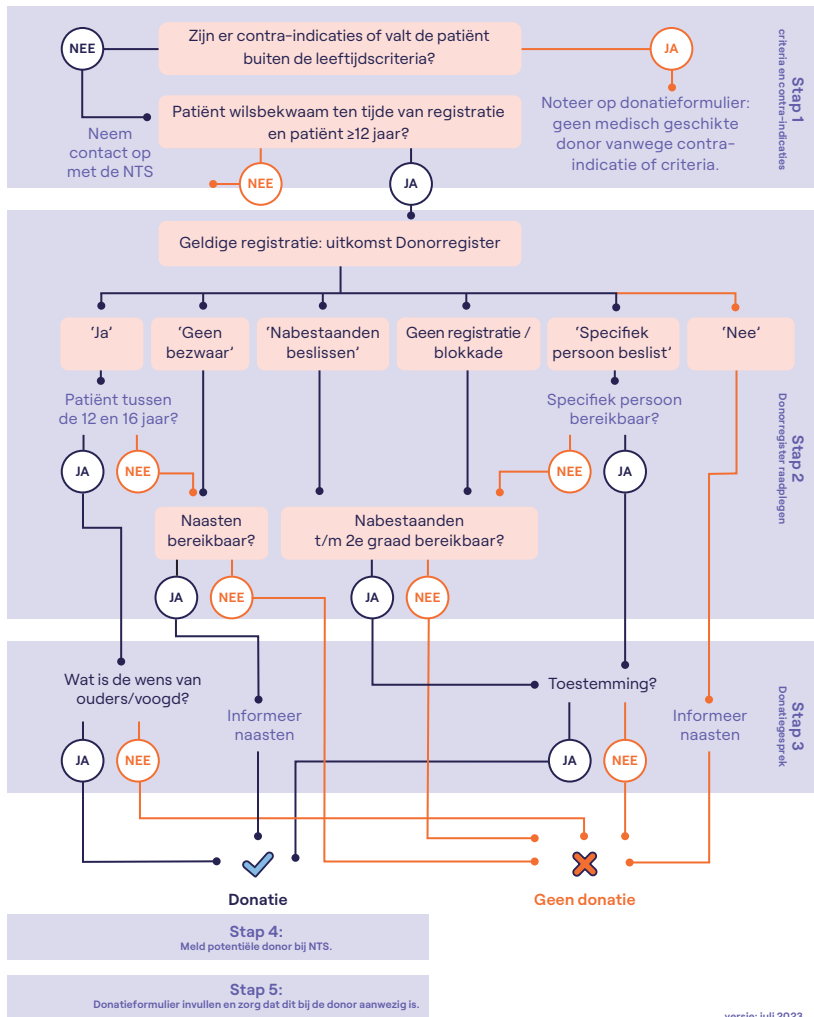 Zijn er contra-indicaties of valt de patiënt
buiten de leeftijdscriteria?
NEE
JA
Patiënt wilsbekwaam ten tijde van registratie
en patiënt ≥12 jaar?
Neem
contact op
met de NTS
Noteer op donatieformulier:
geen medisch geschikte
donor vanwege contra-
indicatie of criteria.
NEE
JA
Stap 1
criteria en contra-indicaties
Geldige registratie: uitkomst Donorregister
‘Ja’
‘Geen
bezwaar’
‘Nabestaanden
beslissen’
Geen registratie /
blokkade
‘Specifiek
persoon beslist’
‘Nee’
Patiënt tussen
de 12 en 16 jaar?
Specifiek persoon
bereikbaar?
JA
NEE
NEE
JA
Stap 2
Donorregister raadplegen
Naasten
bereikbaar?
Nabestaanden
t/m 2e graad bereikbaar?
JA
NEE
JA
NEE
Wat is de wens van
ouders/voogd?
Informeer
naasten
Toestemming?
Informeer
naasten
JA
NEE
JA
NEE
Stap 3
Donatiegesprek
Donatie
Geen donatie
Stap 4:
Meld potentiële donor bij NTS.
Stap 5:
Donatieformulier invullen en zorg dat dit bij de donor aanwezig is.
versie: juli 2023